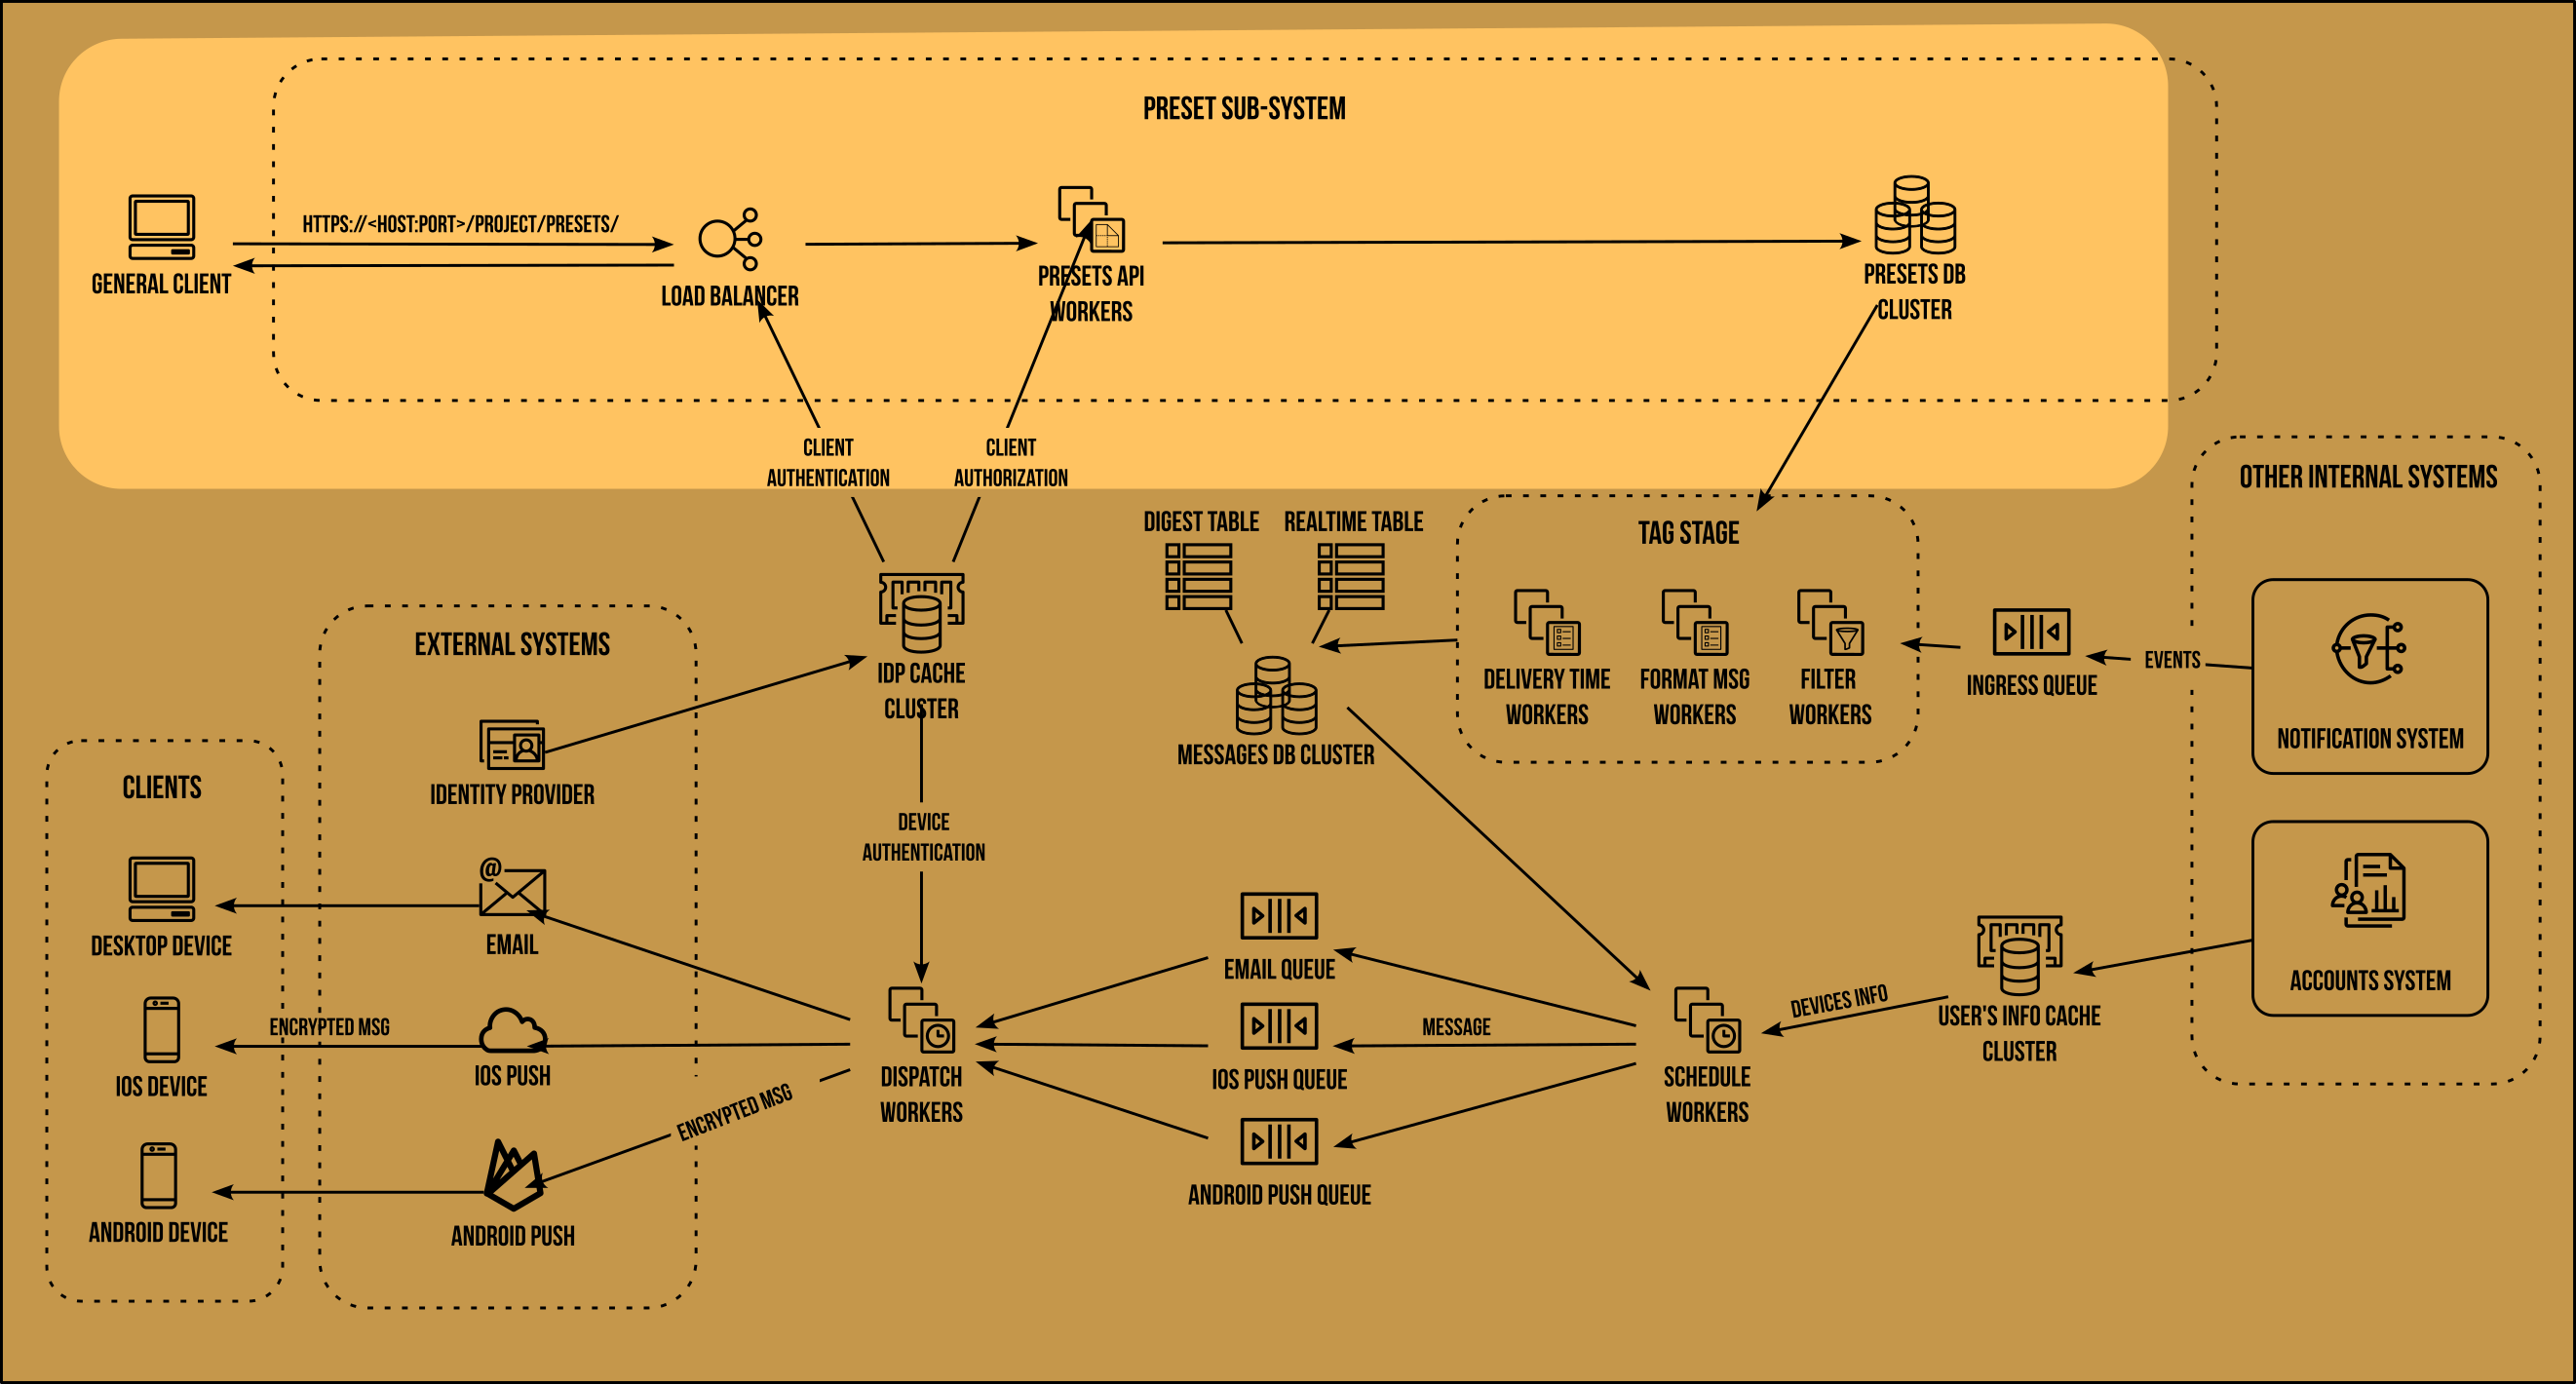 PRESET SUB-SYSTEM
HTTPS://<HOST:PORT>/PROJECT/PRESETS/
GENERAL CLIENT
LOAD BALANCER
PRESETS API
WORKERS
PRESETS DB
CLUSTER
CLIENT
AUTHENTICATION
CLIENT
AUTHORIZATION
OTHER INTERNAL SYSTEMS
DIGEST TABLE
REALTIME TABLE
TAG STAGE
DELIVERY TIME
WORKERS
FORMAT MSG
WORKERS
FILTER
WORKERS
INGRESS QUEUE
EVENTS
NOTIFICATION SYSTEM
MESSAGES DB CLUSTER
IDP CACHE
CLUSTER
EXTERNAL SYSTEMS
IDENTITY PROVIDER
CLIENTS
DEVICE
AUTHENTICATION
@
EMAIL
DESKTOP DEVICE
ENCRYPTED MSG
IOS DEVICE
IOS PUSH
ENCRYPTED MSG
ANDROID DEVICE
ANDROID PUSH
DISPATCH
WORKERS
EMAIL QUEUE
IOS PUSH QUEUE
ANDROID PUSH QUEUE
MESSAGE
SCHEDULE
WORKERS
DEVICES INFO
USER'S INFO CACHE
CLUSTER
ACCOUNTS SYSTEM